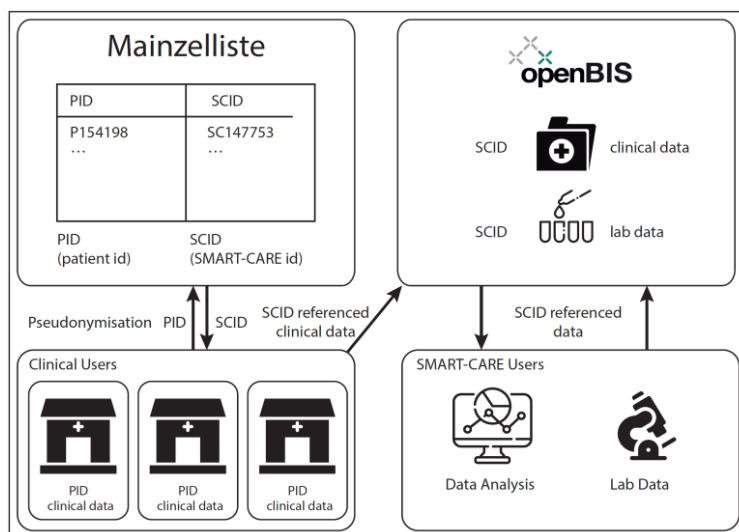 Mainzelliste
PID SCID
P154198 SC147753
... ...
PID SCID
(patient id) (SMART-CARE id)
openBIS
SCID clinical data
SCID lab data
Pseudonymisation PID SCID
SCID referenced
clinical data
SCID referenced
data
Clinical Users
PID
clinical data
PID
clinical data
PID
clinical data
SMART-CARE Users
Data Analysis Lab Data